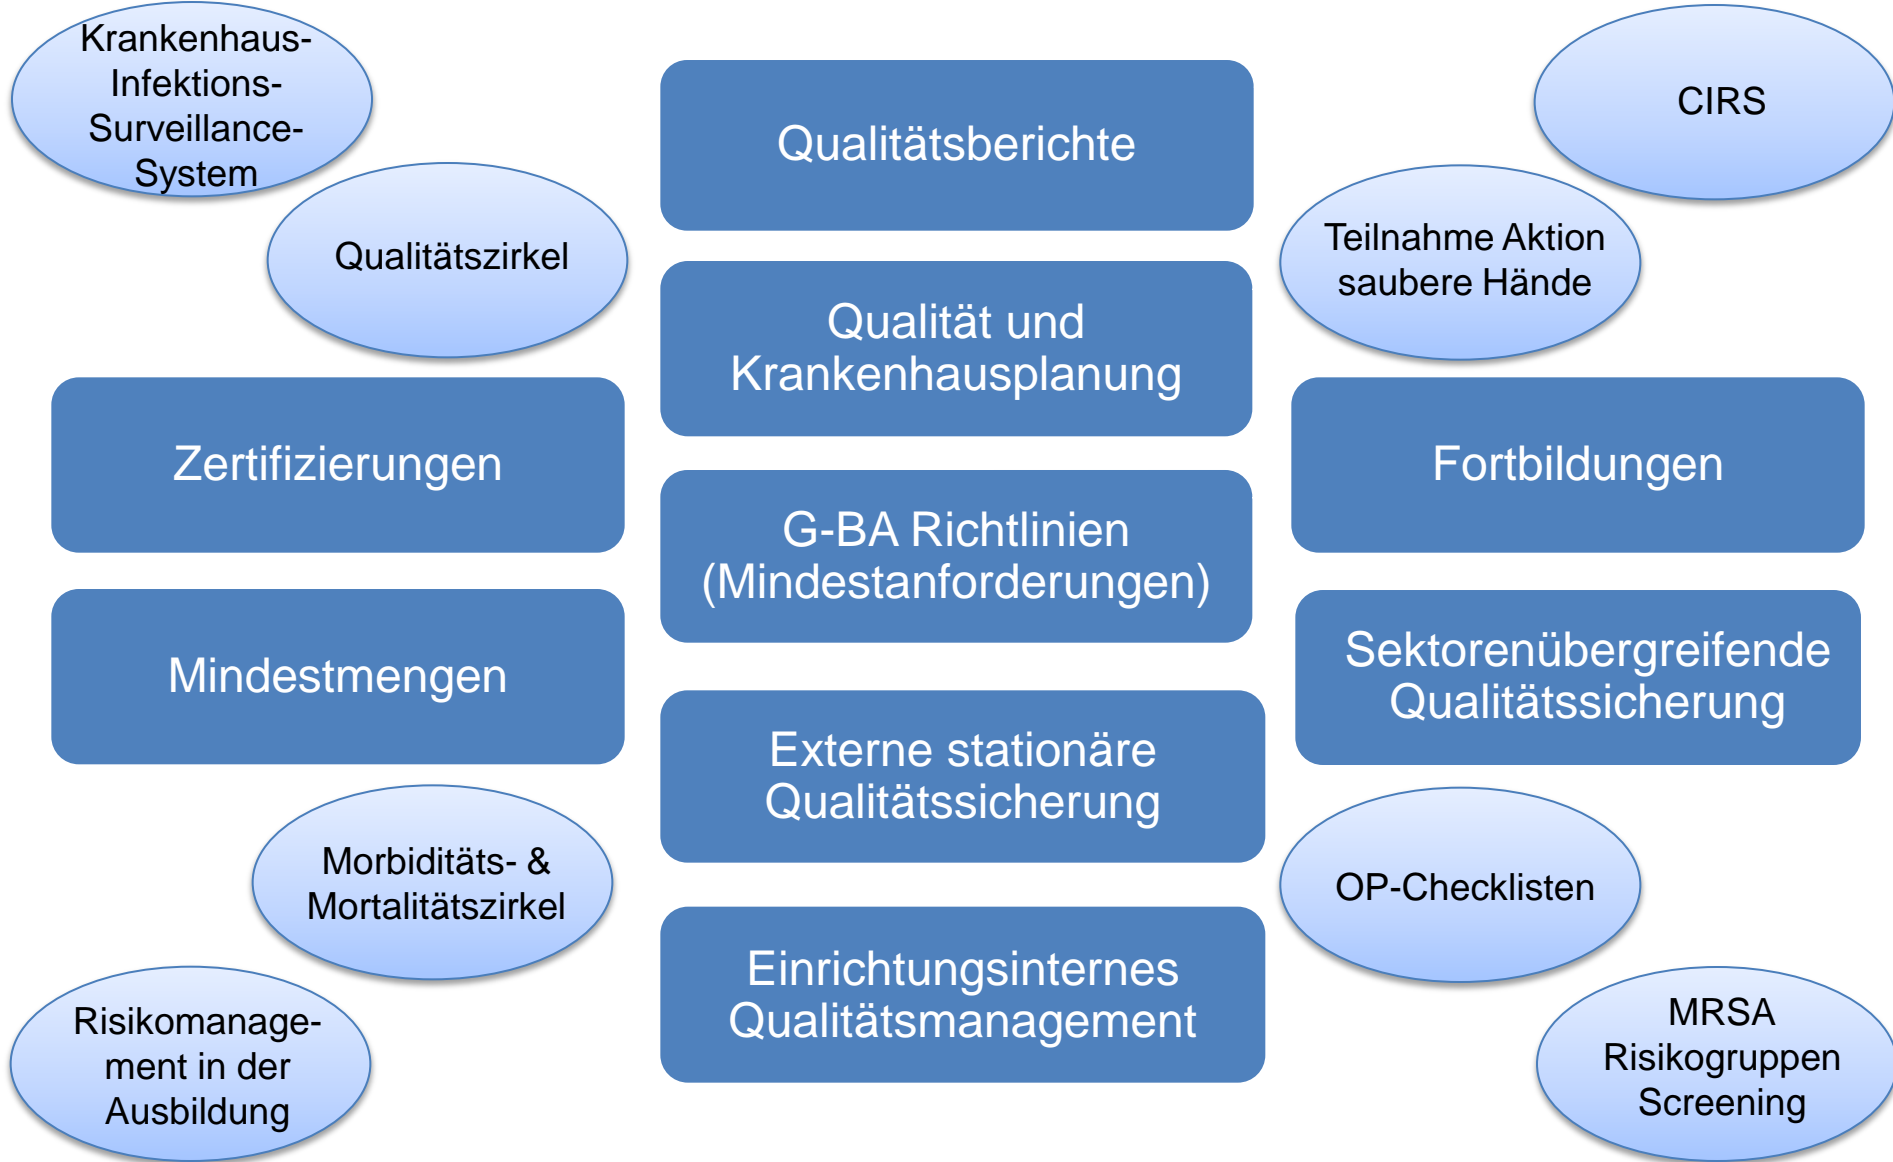 Krankenhaus-
Infektions-
Surveillance-
System
Qualitätszirkel
Qualitätsberichte
CIRS
Teilnahme Aktion
saubere Hände
Qualität und
Krankenhausplanung
Zertifizierungen
G-BA Richtlinien
(Mindestanforderungen)
Fortbildungen
Mindestmengen
Externe stationäre
Qualitätssicherung
Sektorenübergreifende
Qualitätssicherung
Morbiditäts- &
Mortalitätszirkel
Einrichtungsinternes
Qualitätsmanagement
OP-Checklisten
Risikomanage-
ment in der
Ausbildung
MRSA
Risikogruppen
Screening